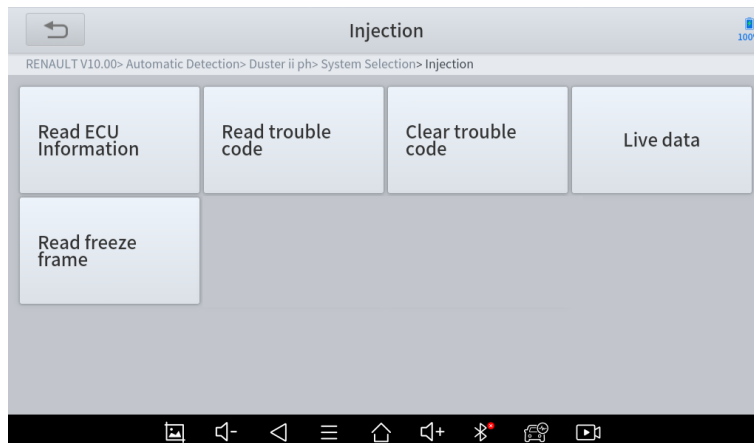 Injection
100%
RENAULT V10.00> Automatic Detection> Duster ii ph> System Selection> Injection
Read ECU
Information
Read trouble
code
Clear trouble
code
Live data
Read freeze
frame